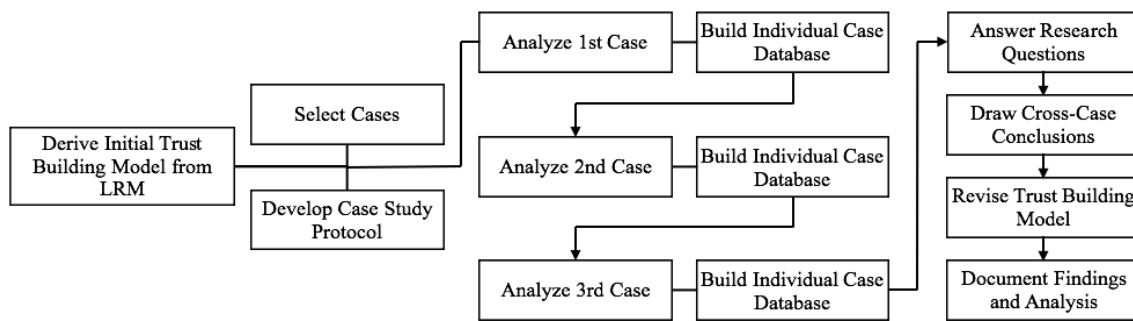 Derive Initial Trust
Building Model from
LRM
Select Cases
Develop Case Study
Protocol
Analyze 1st Case
Build Individual Case
Database
Analyze 2nd Case
Build Individual Case
Database
Analyze 3rd Case
Build Individual Case
Database
Answer Research
Questions
Draw Cross-Case
Conclusions
Revise Trust Building
Model
Document Findings
and Analysis